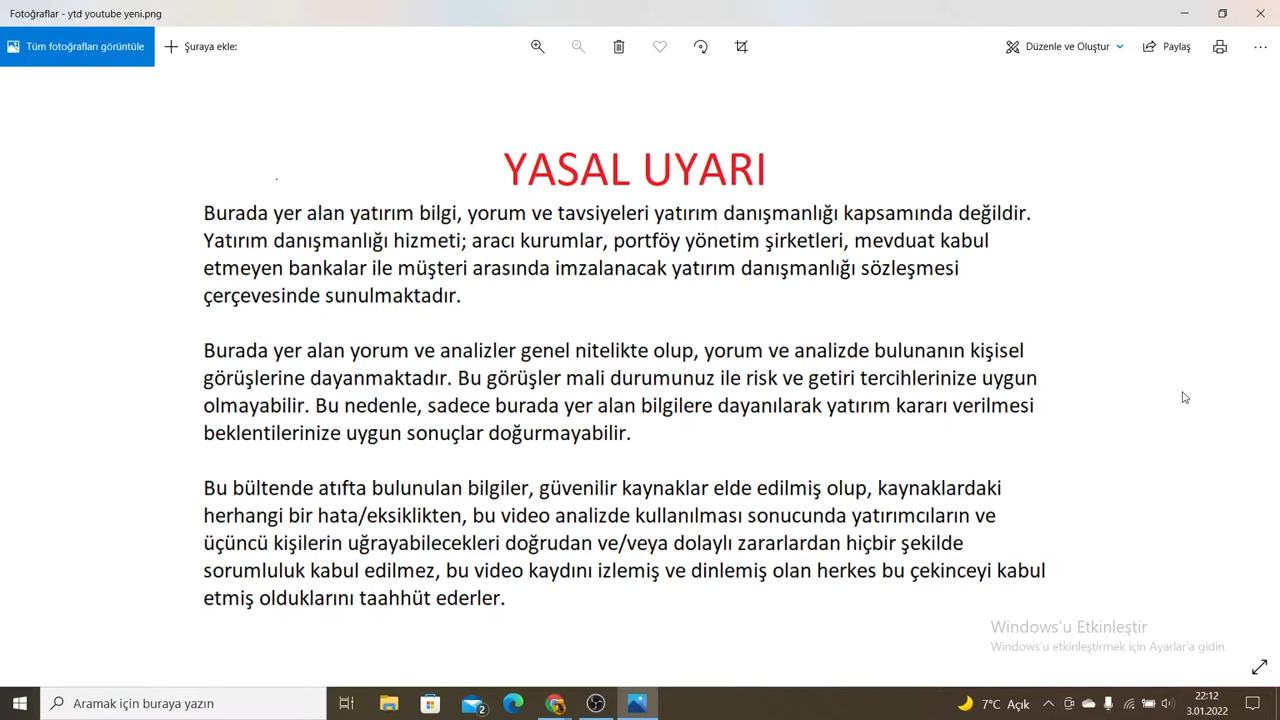 Fotoğraflar - ytd youtube yeni.png
Tüm fotoğrafları görüntüle
Şuraya ekle:
Düzenle ve Oluştur
Paylaş
YASAL UYARI
Burada yer alan yatırım bilgi, yorum ve tavsiyeleri yatırım danışmanlığı kapsamında değildir.
Yatırım danışmanlığı hizmeti; aracı kurumlar, portföy yönetim şirketleri, mevduat kabul
etmeyen bankalar ile müşteri arasında imzalanacak yatırım danışmanlığı sözleşmesi
çerçevesinde sunulmaktadır.
Burada yer alan yorum ve analizler genel nitelikte olup, yorum ve analizde bulunanın kişisel
görüşlerine dayanmaktadır. Bu görüşler mali durumunuz ile risk ve getiri tercihlerinize uygun
olmayabilir. Bu nedenle, sadece burada yer alan bilgilere dayanılarak yatırım kararı verilmesi
beklentilerinize uygun sonuçlar doğurmayabilir.
Bu bültende atıfta bulunulan bilgiler, güvenilir kaynaklar elde edilmiş olup, kaynaklardaki
herhangi bir hata/eksiklikten, bu video analizde kullanılması sonucunda yatırımcıların ve
üçüncü kişilerin uğrayabilecekleri doğrudan ve/veya dolaylı zararlardan hiçbir şekilde
sorumluluk kabul edilmez, bu video kaydını izlemiş ve dinlemiş olan herkes bu çekinceyi kabul
etmiş olduklarını taahhüt ederler.
Windows'u Etkinleştir
Windows'u etkinleştirmek için Ayarlar'a gidin.
Aramak için buraya yazın
2
7°C Açık
22:12
3.01.2022